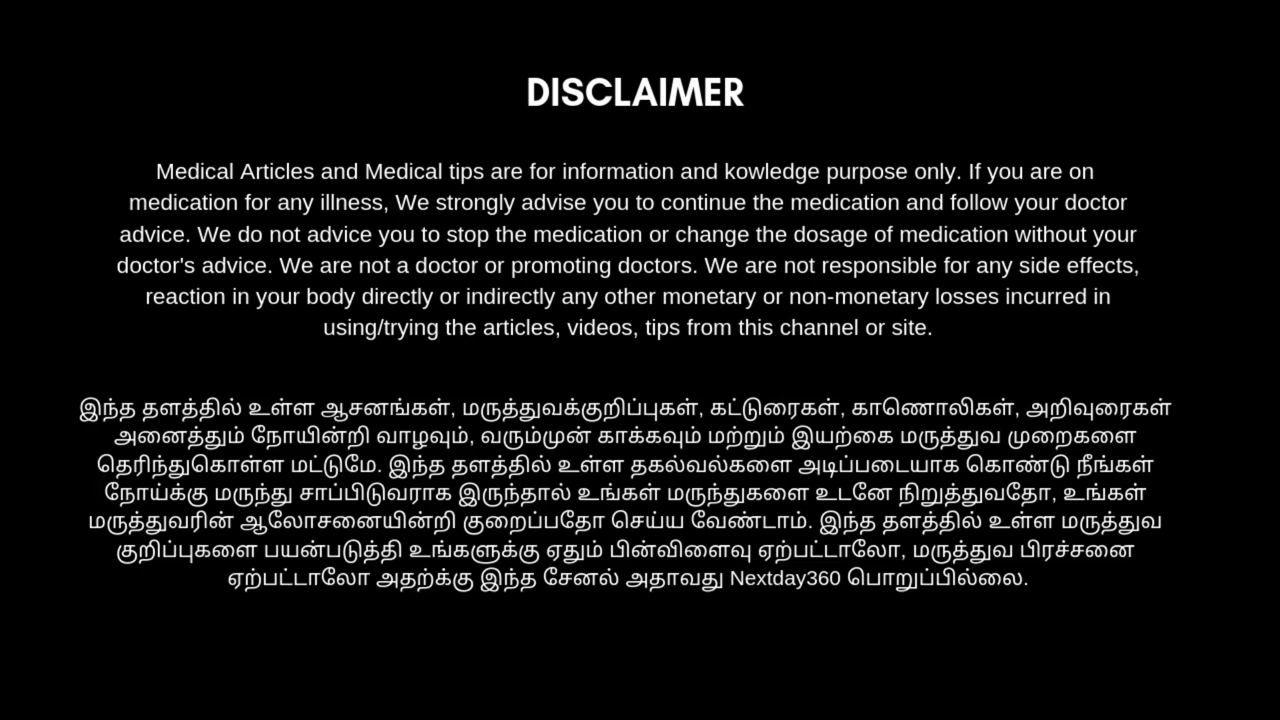 DISCLAIMER
Medical Articles and Medical tips are for information and kowledge purpose only. If you are on
medication for any illness, We strongly advise you to continue the medication and follow your doctor
advice. We do not advice you to stop the medication or change the dosage of medication without your
doctor's advice. We are not a doctor or promoting doctors. We are not responsible for any side effects,
reaction in your body directly or indirectly any other monetary or non-monetary losses incurred in
using/trying the articles, videos, tips from this channel or site.
இந்த தளத்தில் உள்ள ஆசனங்கள், மருத்துவக்குறிப்புகள், கட்டுரைகள், காணொலிகள், அறிவுரைகள்
அனைத்தும் நோயின்றி வாழவும், வரும்முன் காக்கவும் மற்றும் இயற்கை மருத்துவ முறைகளை
தெரிந்துகொள்ள மட்டுமே. இந்த தளத்தில் உள்ள தகல்வல்களை அடிப்படையாக கொண்டு நீங்கள்
நோய்க்கு மருந்து சாப்பிடுவராக இருந்தால் உங்கள் மருந்துகளை உடனே நிறுத்துவதோ, உங்கள்
மருத்துவரின் ஆலோசனையின்றி குறைப்பதோ செய்ய வேண்டாம். இந்த தளத்தில் உள்ள மருத்துவ
குறிப்புகளை பயன்படுத்தி உங்களுக்கு ஏதும் பின்விளைவு ஏற்பட்டாலோ, மருத்துவ பிரச்சனை
ஏற்பட்டாலோ அதற்க்கு இந்த சேனல் அதாவது Nextday360 பொறுப்பில்லை.